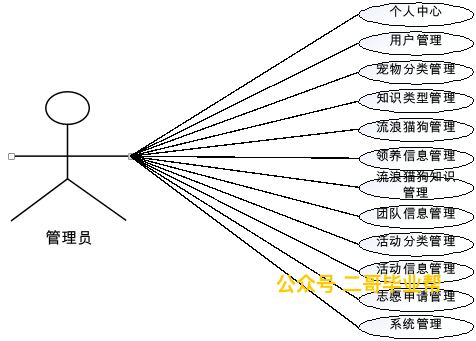 个人中心
用户管理
宠物分类管理
知识类型管理
流浪猫狗管理
领养信息管理
流浪猫狗知识
管理
团队信息管理
活动分类管理
活动信息管理
公众号 二哥毕业帮
志愿申请管理
系统管理
管理员